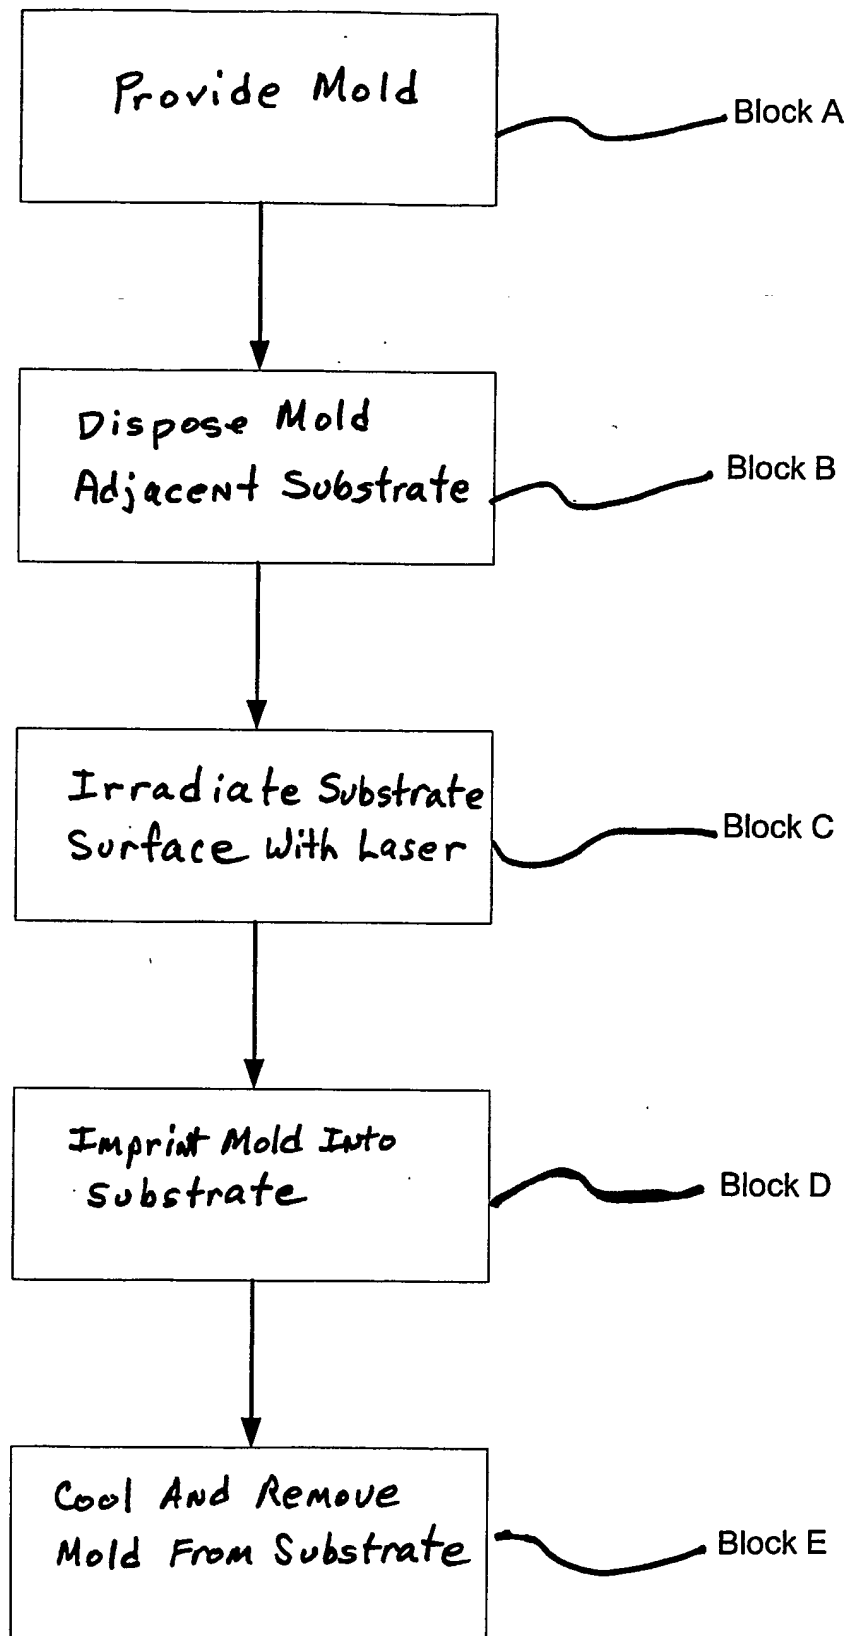 Provide Mold
Block A
Dispose Mold
Adjacent Substrate
Block B
Irradiate Substrate
Surface With Laser
Block C
Imprint Mold Into
Substrate
Block D
Cool And Remove
Mold From Substrate
Block E